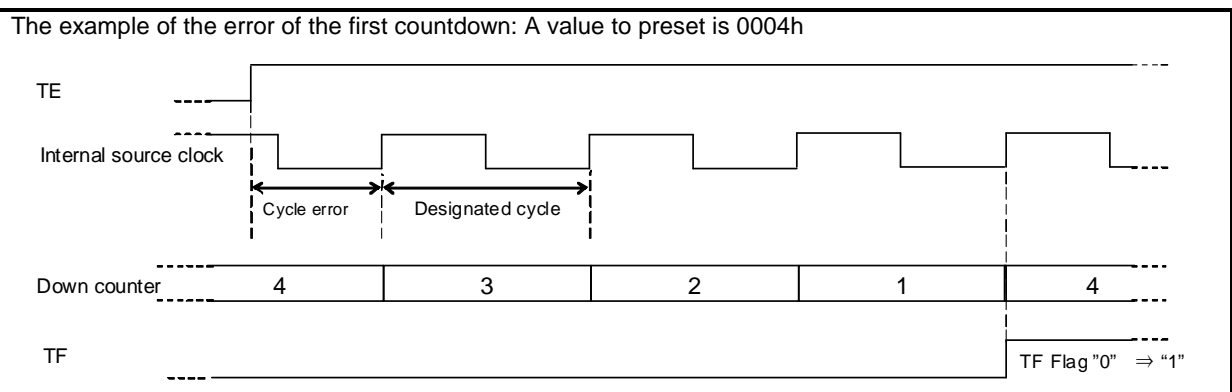 The example of the error of the first countdown: A value to preset is 0004h
TE
Internal source clock
Cycle error
Designated cycle
Down counter
4
3
2
1
4
TF
TF Flag "0" ⇒ "1"